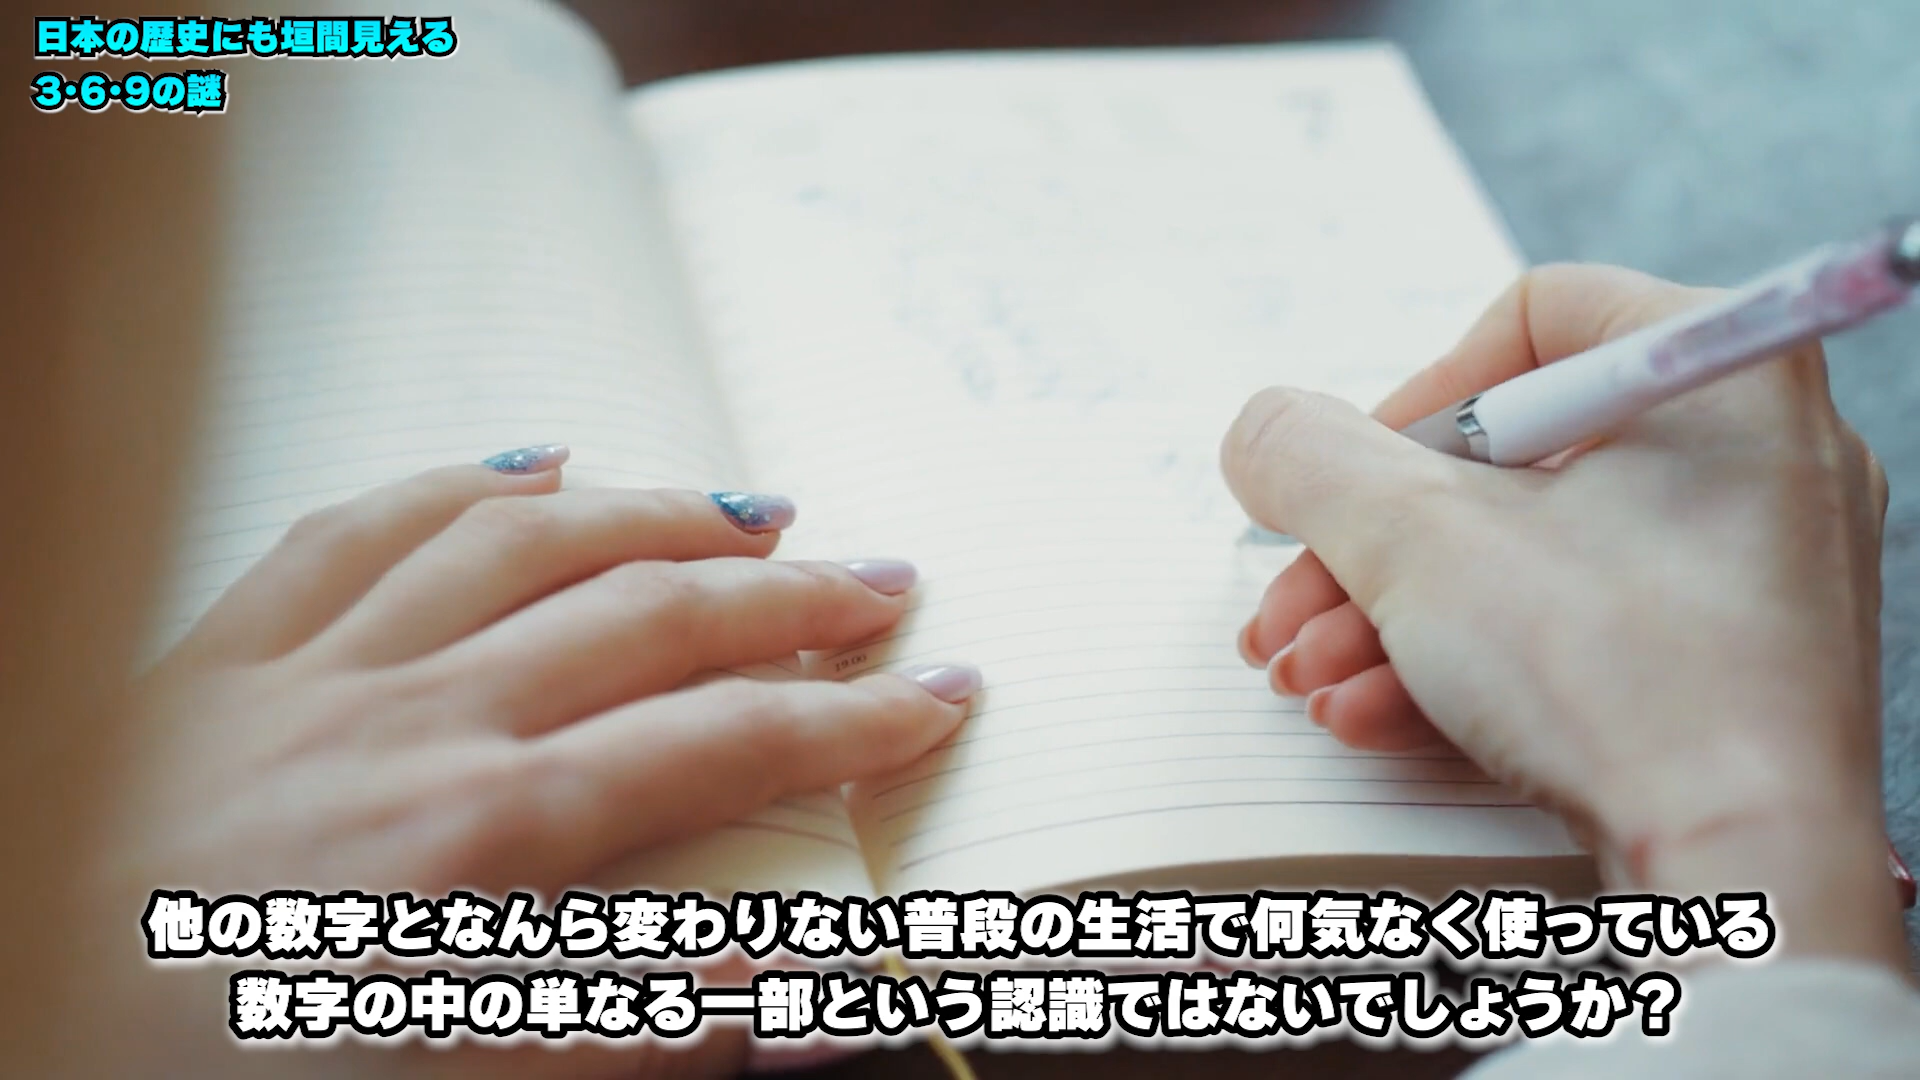 日本の歴史にも垣間見える
3・6・9の謎
19:00
他の数字となんら変わりない普段の生活で何気なく使っている
数字の中の単なる一部という認識ではないでしょうか？